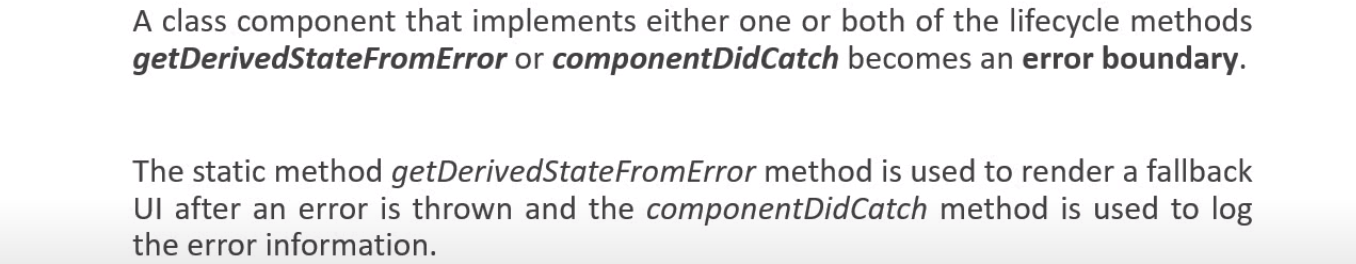 A class component that implements either one or both of the lifecycle methods
getDerivedStateFromError or componentDidCatch becomes an error boundary.
The static method getDerivedStateFromError method is used to render a fallback
UI after an error is thrown and the componentDidCatch method is used to log
the error information.